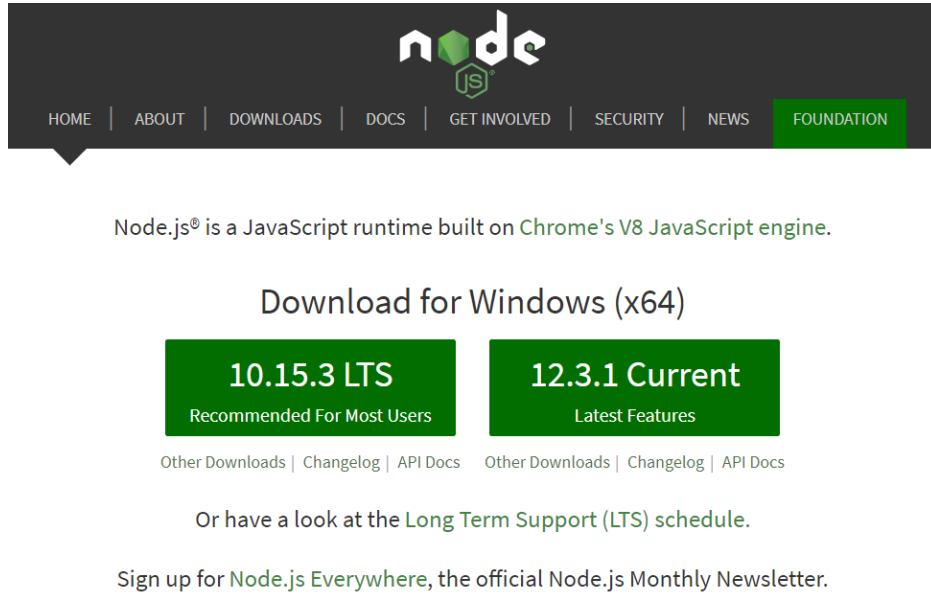 node
JS®
HOME | ABOUT | DOWNLOADS | DOCS | GET INVOLVED | SECURITY | NEWS FOUNDATION
Node.js® is a JavaScript runtime built on Chrome's V8 JavaScript engine.
Download for Windows (x64)
10.15.3 LTS 12.3.1 Current
Recommended For Most Users Latest Features
Other Downloads | Changelog | API Docs Other Downloads | Changelog | API Docs
Or have a look at the Long Term Support (LTS) schedule.
Sign up for Node.js Everywhere, the official Node.js Monthly Newsletter.